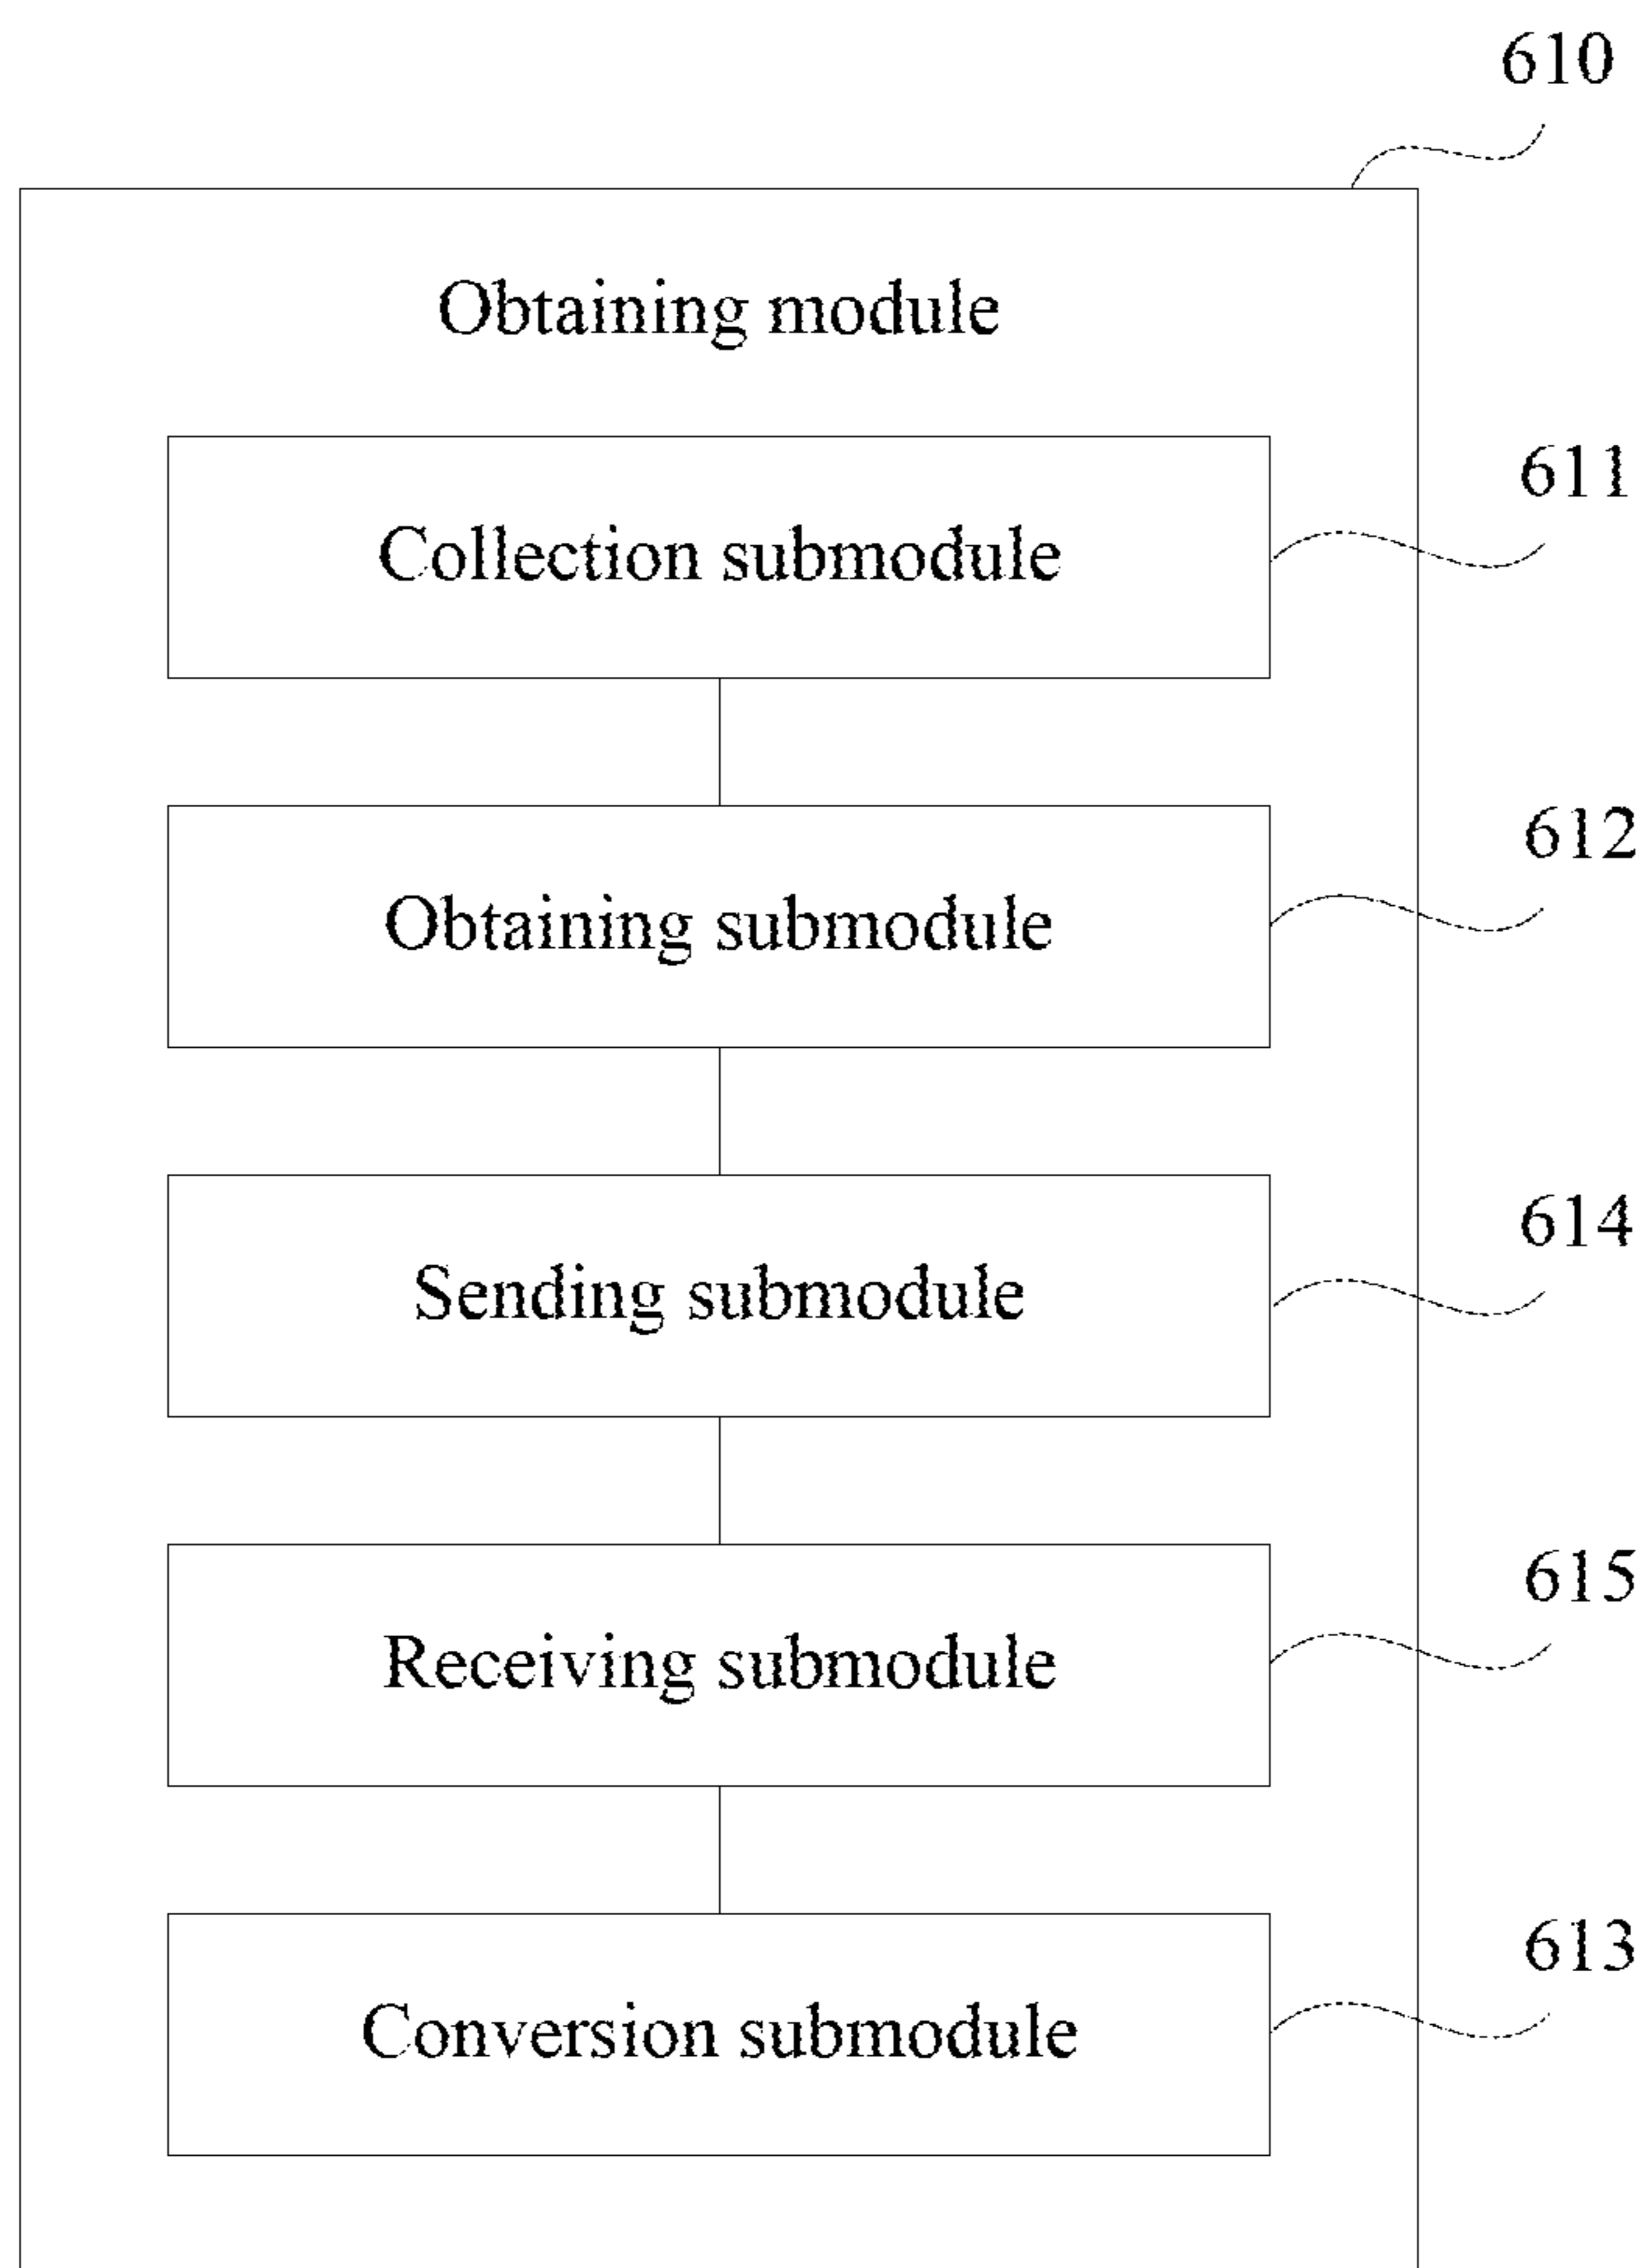 610
Obtaining module
611
Collection submodule
612
Obtaining submodule
614
Sending submodule
615
Receiving submodule
613
Conversion submodule